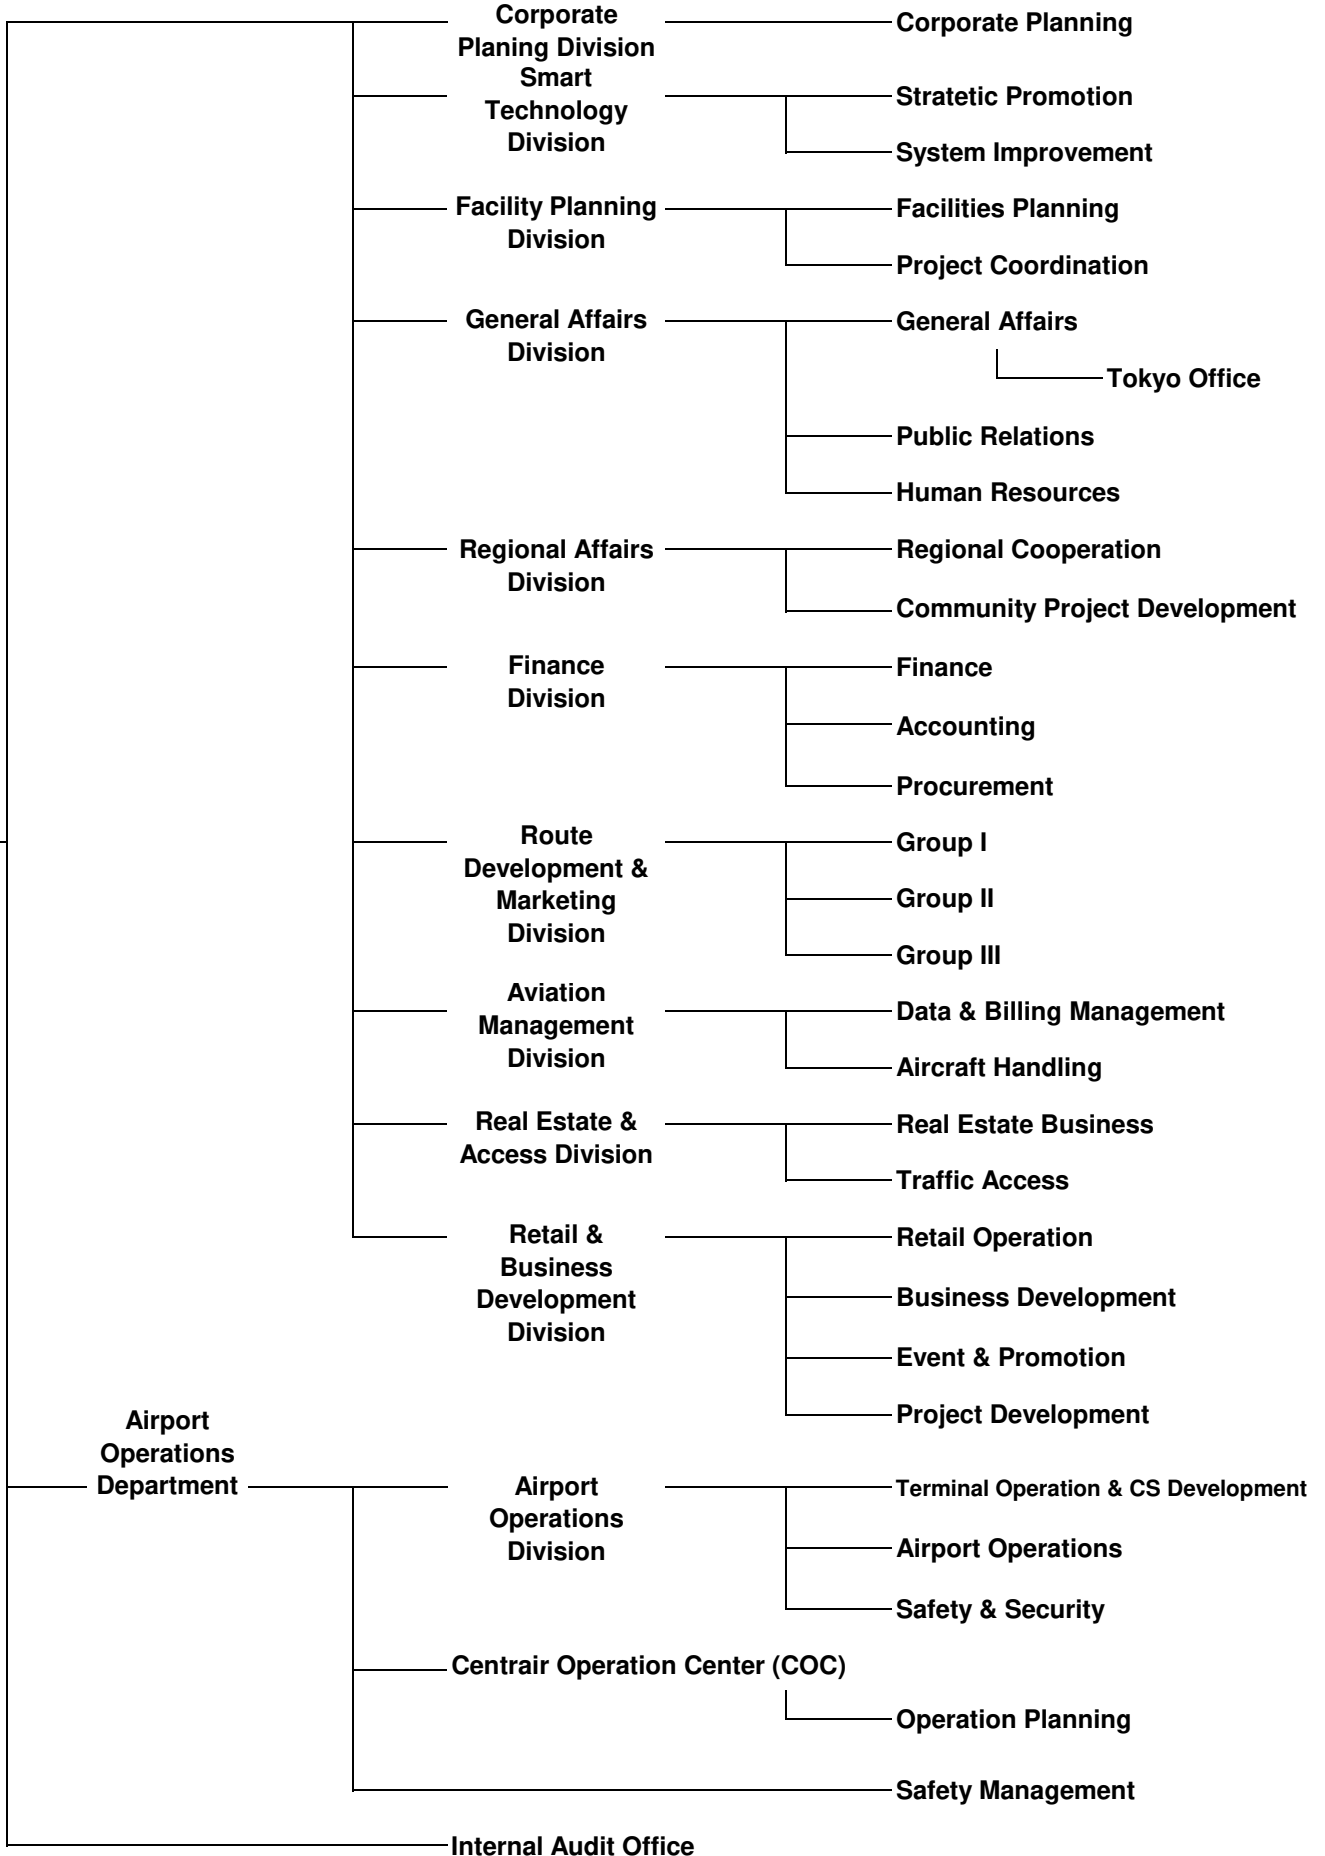 Corporate
Planing Division
Corporate Planning
Smart
Technology
Division
Stratetic Promotion
System Improvement
Facility Planning
Division
Facilities Planning
Project Coordination
General Affairs
Division
General Affairs
Tokyo Office
Public Relations
Human Resources
Regional Affairs
Division
Regional Cooperation
Community Project Development
Finance
Division
Finance
Accounting
Procurement
Route
Development &
Marketing
Division
Group I
Group II
Group III
Aviation
Management
Division
Data & Billing Management
Aircraft Handling
Real Estate &
Access Division
Real Estate Business
Traffic Access
Retail &
Business
Development
Division
Retail Operation
Business Development
Event & Promotion
Project Development
Airport
Operations
Department
Airport
Operations
Division
Terminal Operation & CS Development
Airport Operations
Safety & Security
Centrair Operation Center (COC)
Operation Planning
Safety Management
Internal Audit Office